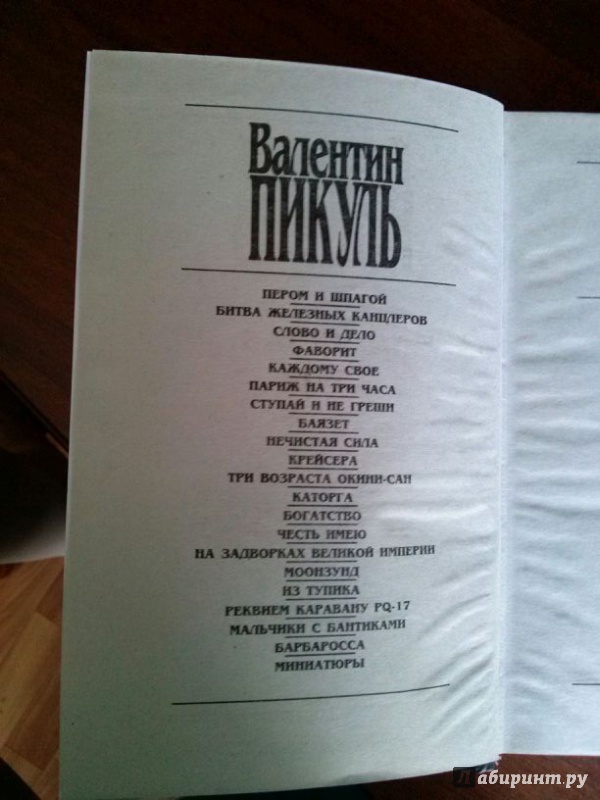 Валентин
ПИКУЛЬ
ПЕРОМ И ШПАГОЙ
БИТВА ЖЕЛЕЗНЫХ КАНЦЛЕРОВ
СЛОВО И ДЕЛО
ФАВОРИТ
КАЖДОМУ СВОЕ
ПАРИЖ НА ТРИ ЧАСА
СТУПАЙ И НЕ ГРЕШИ
БАЯЗЕТ
НЕЧИСТАЯ СИЛА
КРЕЙСЕРА
ТРИ ВОЗРАСТА ОКИНИ-САН
КАТОРГА
БОГАТСТВО
ЧЕСТЬ ИМЕЮ
НА ЗАДВОРКАХ ВЕЛИКОЙ ИМПЕРИИ
МООНЗУНД
ИЗ ТУПИКА
РЕКВИЕМ КАРАВАНУ PQ-17
МАЛЬЧИКИ С БАНТИКАМИ
БАРБАРОССА
МИНИАТЮРЫ
Лабиринт.ру